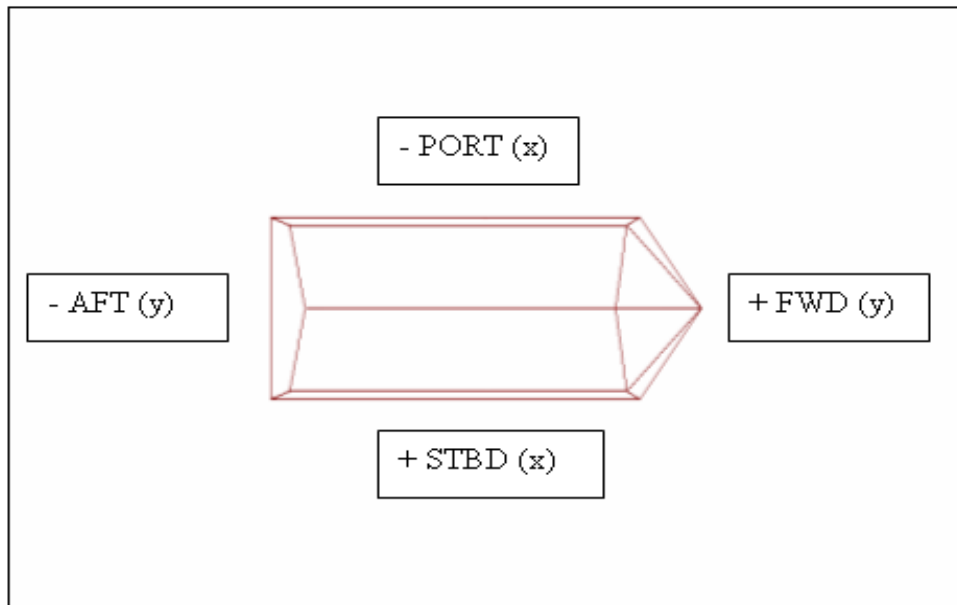 - PORT (x)
- AFT (y)
+ FWD (y)
+ STBD (x)